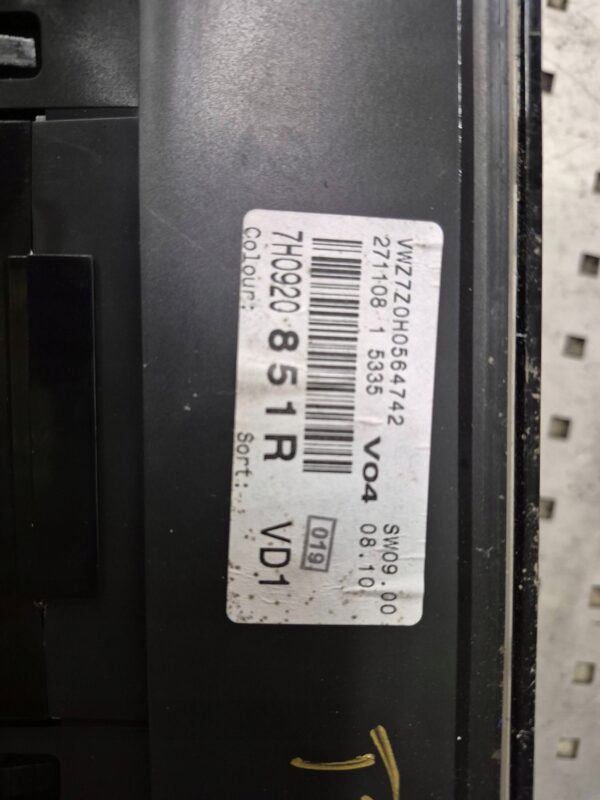 VWZ7Z0H0564742
271108 1 5335 V04 SW09.00
08.10
019
7H0920 851R VD1
Colour: Sort: